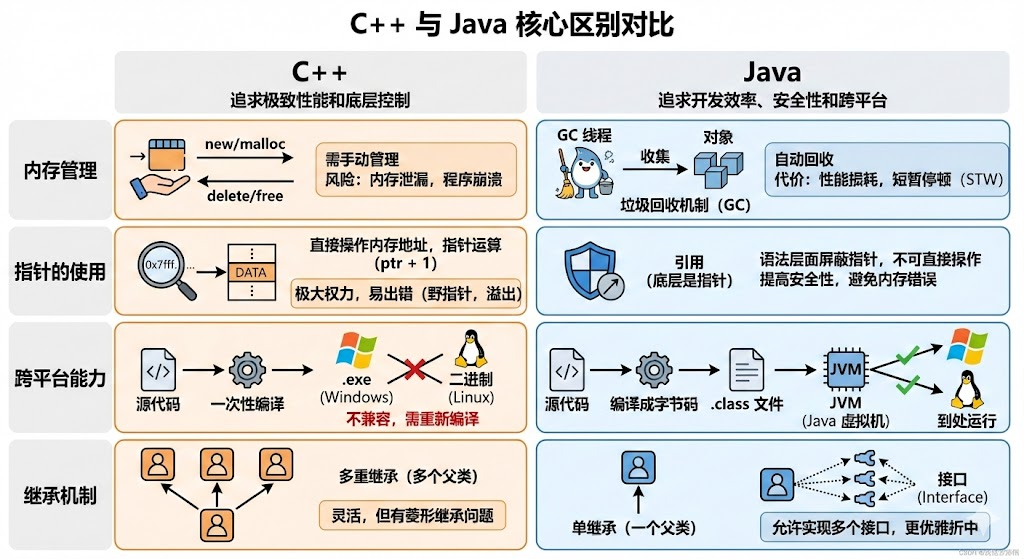 C++ 与 Java 核心区别对比
C++
追求极致性能和底层控制
Java
追求开发效率、安全性和跨平台
内存管理
new/malloc
delete/free
需手动管理
风险：内存泄漏，程序崩溃
GC 线程
收集
对象
垃圾回收机制（GC）
自动回收
代价：性能损耗，短暂停顿（STW）
指针的使用
0x7fff.
DATA
直接操作内存地址，指针运算
（ptr + 1）
极大权力，易出错（野指针，溢出）
引用
（底层是指针）
语法层面屏蔽指针，不可直接操作
提高安全性，避免内存错误
跨平台能力
</>
源代码
一次性编译
.exe
(Windows)
二进制
(Linux)
不兼容，需重新编译
</>
源代码
编译成字节码
.class 文件
JVM
JVM
(Java 虚拟机)
到处运行
继承机制
多重继承（多个父类）
灵活，但有菱形继承问题
单继承（一个父类）
接口
(Interface)
允许实现多个接口，更优雅折中